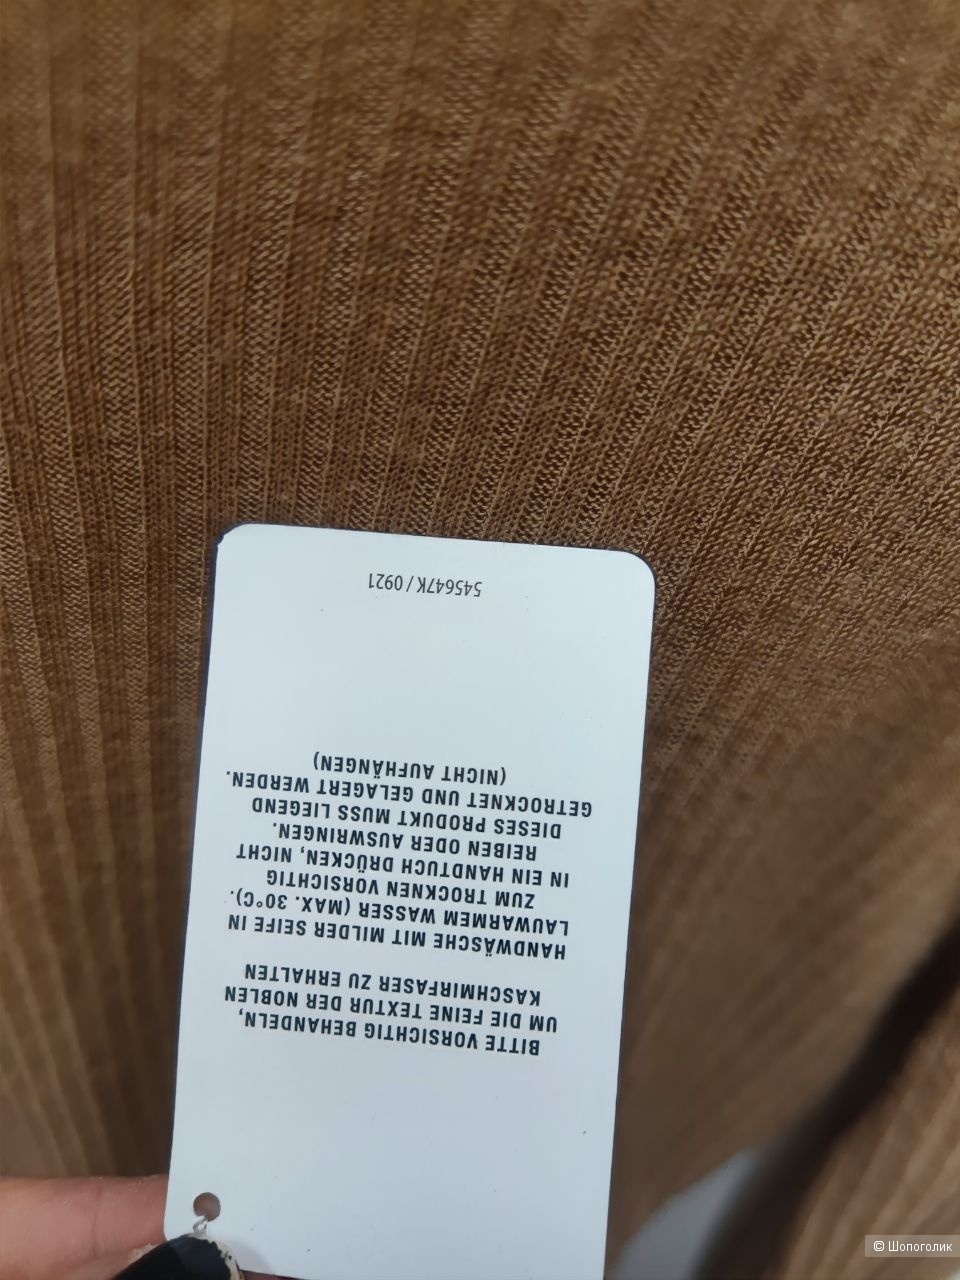 BITTE VORSICHTIG BEHANDELN,
UM DIE FEINE TEXTUR DER NOBLEN
KASCHMIRFASER ZU ERHALTEN
HANDWÄSCHE MIT MILDER SEIFE IN
LAUWARMEM WASSER (MAX. 30°C).
ZUM TROCKNEN VORSICHTIG
IN EIN HANDTUCH DRÜCKEN, NICHT
REIBEN ODER AUSWRINGEN.
DIESES PRODUKT MUSS LIEGEND
GETROCKNET UND GELAGERT WERDEN.
(NICHT AUFHÄNGEN)
545647K / 0921
© Шопоголик